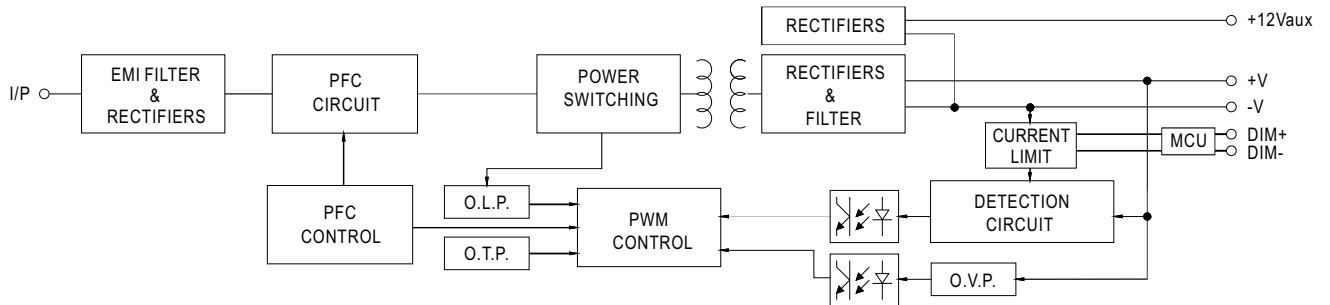 RECTIFIERS
+12Vaux
I/P
EMI FILTER
&
RECTIFIERS
PFC
CIRCUIT
POWER
SWITCHING
RECTIFIERS
&
FILTER
+V
-V
CURRENT
LIMIT
MCU
DIM+
DIM-
PFC
CONTROL
O.L.P.
O.T.P.
PWM
CONTROL
DETECTION
CIRCUIT
O.V.P.